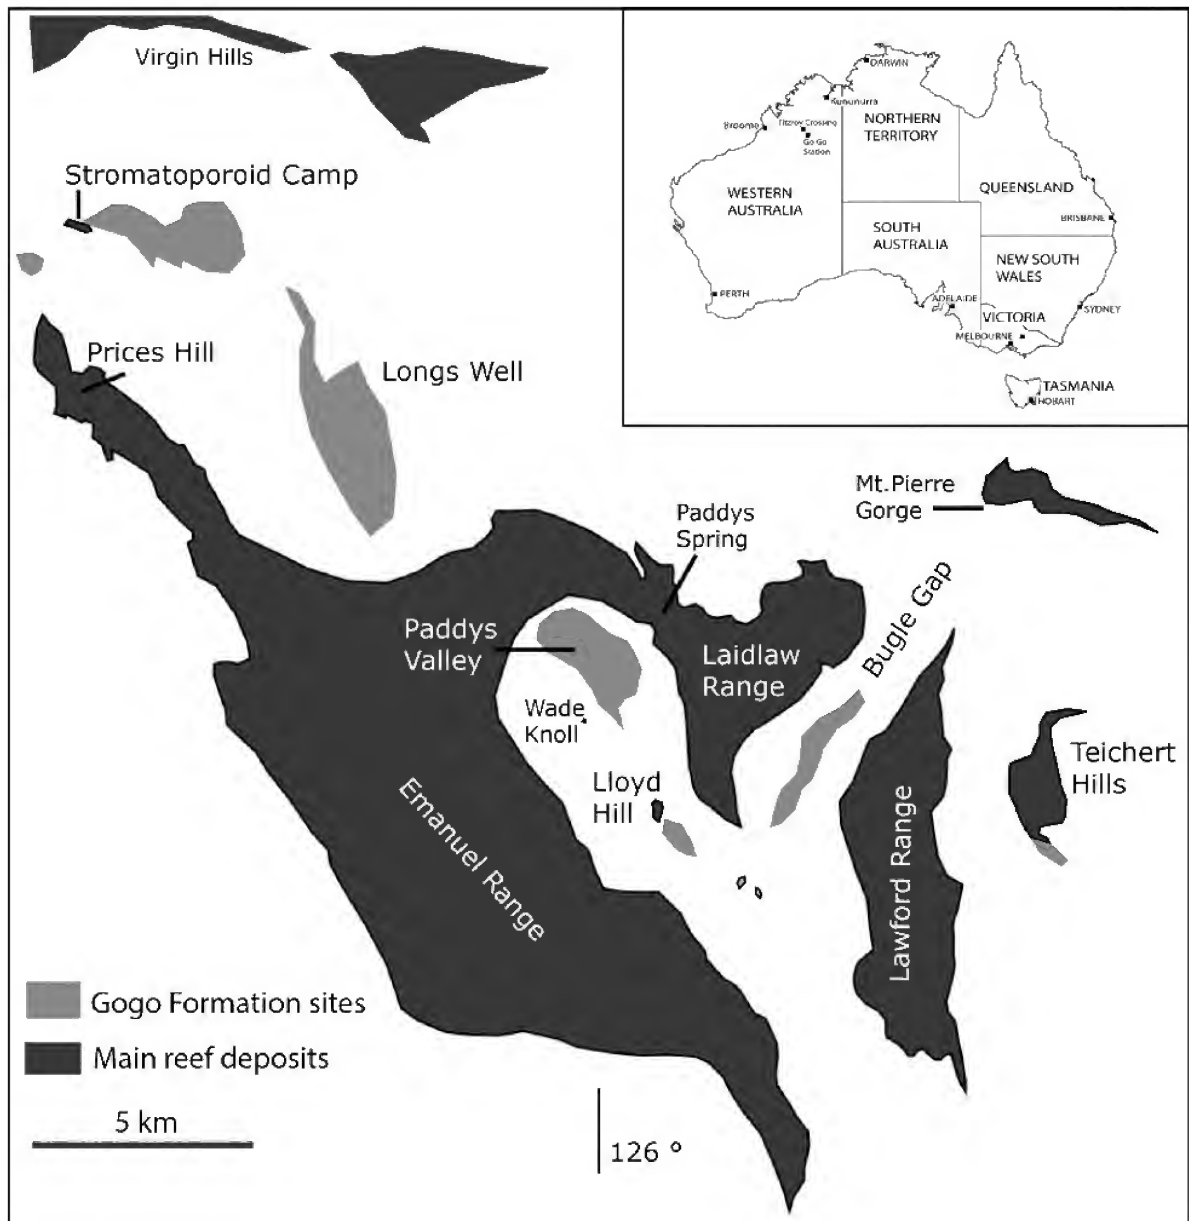 Virgin Hills
Stromatoporoid Camp
Prices Hill
Longs Well
DARWIN
Kununurra
Broome
Fitzroy Crossing
Go Go
Station
NORTHERN
TERRITORY
WESTERN
AUSTRALIA
QUEENSLAND
BRISBANE
SOUTH
AUSTRALIA
NEW SOUTH
WALES
PERTH
ADELAIDE
SYDNEY
VICTORIA
MELBOURNE
TASMANIA
HOBART
Mt.Pierre
Gorge
Paddys
Spring
Bugle Gap
Paddys
Valley
Laidlaw
Range
Wade
Knoll
Lloyd
Hill
Teichert
Hills
Emanuel Range
Lawford Range
Gogo Formation sites
Main reef deposits
5 km
126 °